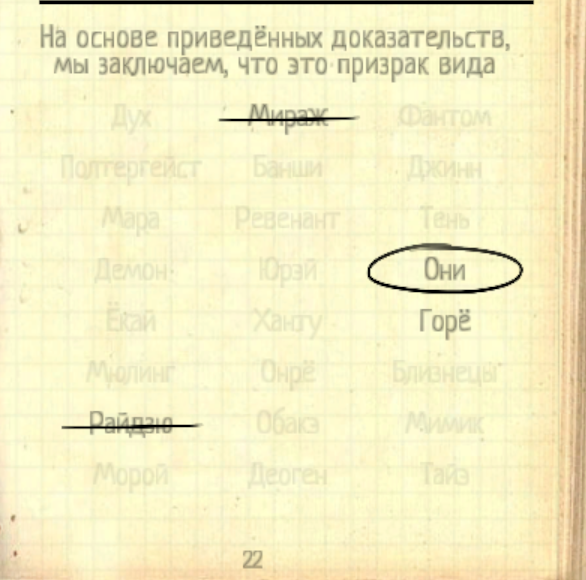 На основе приведённых доказательств,
мы заключаем, что это призрак вида
Дух Мираж Фантом
Полтергейст Банши Джинн
Мара Ревенант Тень
Демон Юрэй Они
Ёкай Ханту Горё
Мюлинг Онрё Близнецы
Райдзю Обакэ Мимик
Морой Деоген Тайэ
22